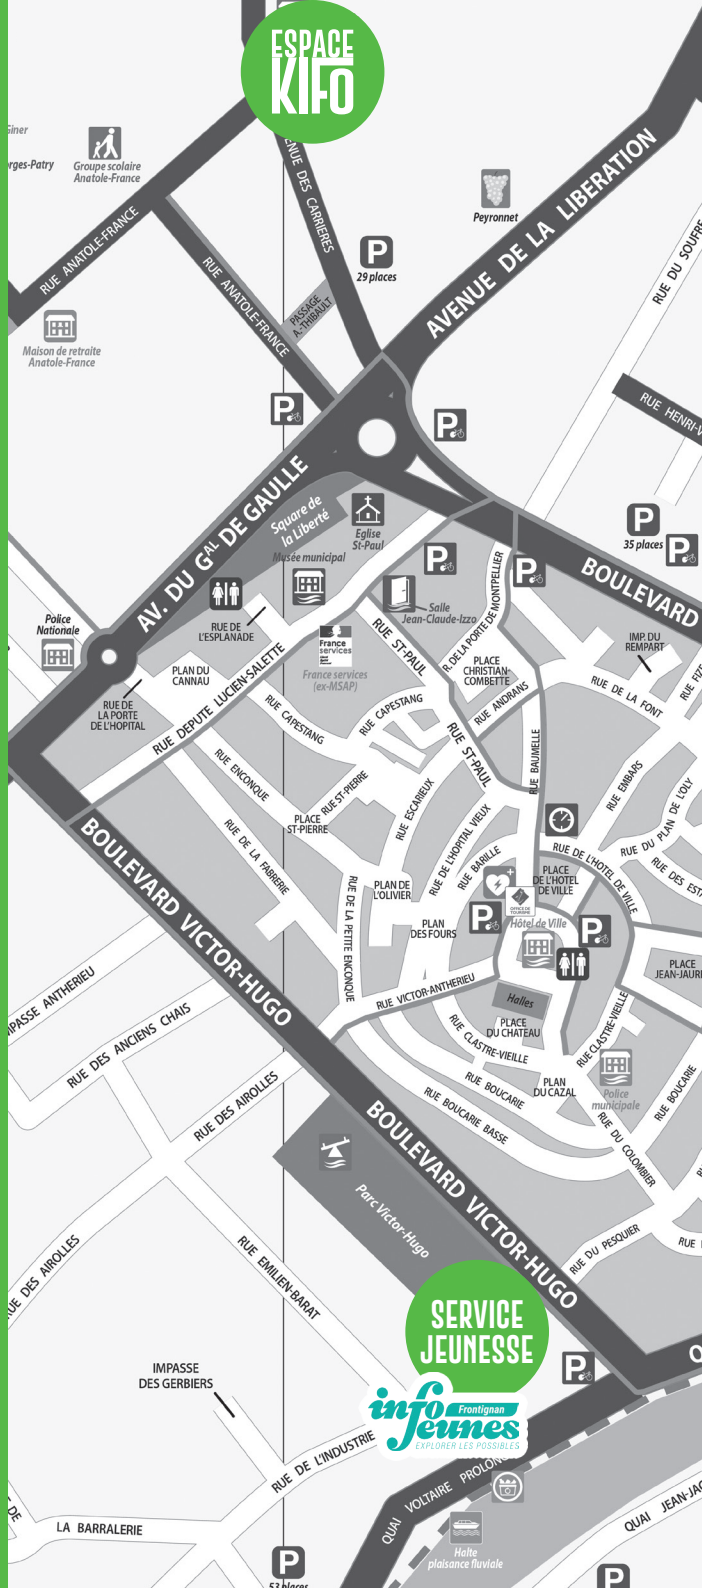 ESPACE
KIFO
Giner
rges-Patry
Groupe scolaire
Anatole-France
RUE ANATOLE-FRANCE
Maison de retraite
Anatole-France
RUE ANATOLE-FRANCE
PASSAGE
A.-THIBAULT
ENUE DES CARRIERES
P
29 places
Peyronnet
AVENUE DE LA LIBERATION
RUE DU SOUFRE
RUE HENRI-V
P
P
AV. DU GAL DE GAULLE
Square de
la Liberté
Eglise
St-Paul
Musée municipal
P
P
P
35 places
P
BOULEVARD
Salle
Jean-Claude-Izzo
Police
Nationale
RUE DE
L'ESPLANADE
France
services
France services
(ex-MSAP)
RUE ST-PAUL
R. DE LA PORTE DE MONTPELLIER
PLACE
CHRISTIAN-
COMBETTE
IMP. DU
REMPART
PLAN DU
CANNAU
RUE DE
LA PORTE
DE L'HOPITAL
RUE DEPUTE LUCIEN-SALETTE
RUE CAPESTANG
RUE CAPESTANG
RUE ANDRANS
RUE DE LA FONT
RUE FIZE
RUE ST-PAUL
RUE BAUMELLE
RUE ENCONQUE
RUE ST-PIERRE
PLACE
ST-PIERRE
RUE ESCARIEUX
RUE EMBARS
RUE DU PLAN DE L'OLY
RUE DES ESTA
RUE DE LA FABRERIE
RUE DE L'HOPITAL VIEUX
RUE BARILLE
RUE DE L'HOTEL DE VILLE
PLACE
DE L'HOTEL
DE VILLE
OFFICE DE
TOURISME
BOULEVARD VICTOR-HUGO
RUE DE LA PETITE ENCONQUE
PLAN DE
L'OLIVIER
PLAN
DES FOURS
P
Hôtel de Ville
P
PLACE
JEAN-JAURE
MPASSE ANTHERIEU
RUE DES ANCIENS CHAIS
RUE VICTOR-ANTHERIEU
Halles
PLACE
DU CHATEAU
RUE CLASTRE-VIEILLE
RUE CLASTRE-VIEILLE
RUE BOUCARIE
PLAN
DU CAZAL
Police
municipale
RUE BOUCARIE
RUE DES AIROLLES
RUE BOUCARIE BASSE
RUE DU COLOMBIER
BOULEVARD VICTOR-HUGO
Parc Victor-Hugo
RUE DU PESQUIER
RUE
RUE DES AIROLLES
RUE EMILIEN-BARAT
SERVICE
JEUNESSE
P
IMPASSE
DES GERBIERS
info
Frontignan
Jeunes
EXPLORER LES POSSIBLES
RUE DE L'INDUSTRIE
QUAI VOLTAIRE PROLON
DE
LA BARRALERIE
Halte
plaisance fluviale
QUAI JEAN-JAC
P
53 places
P